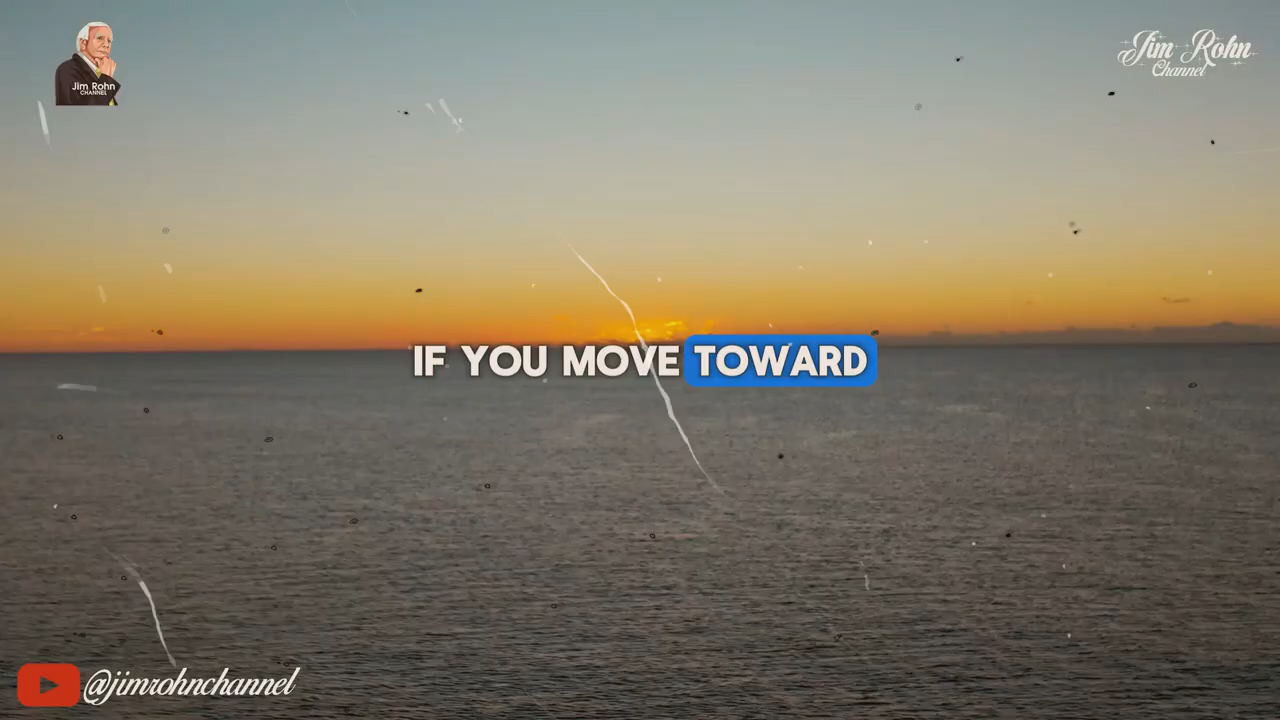 Jim Rohn
CHANNEL
Jim Rohn
Channel
IF YOU MOVE TOWARD
@jimrohnchannel